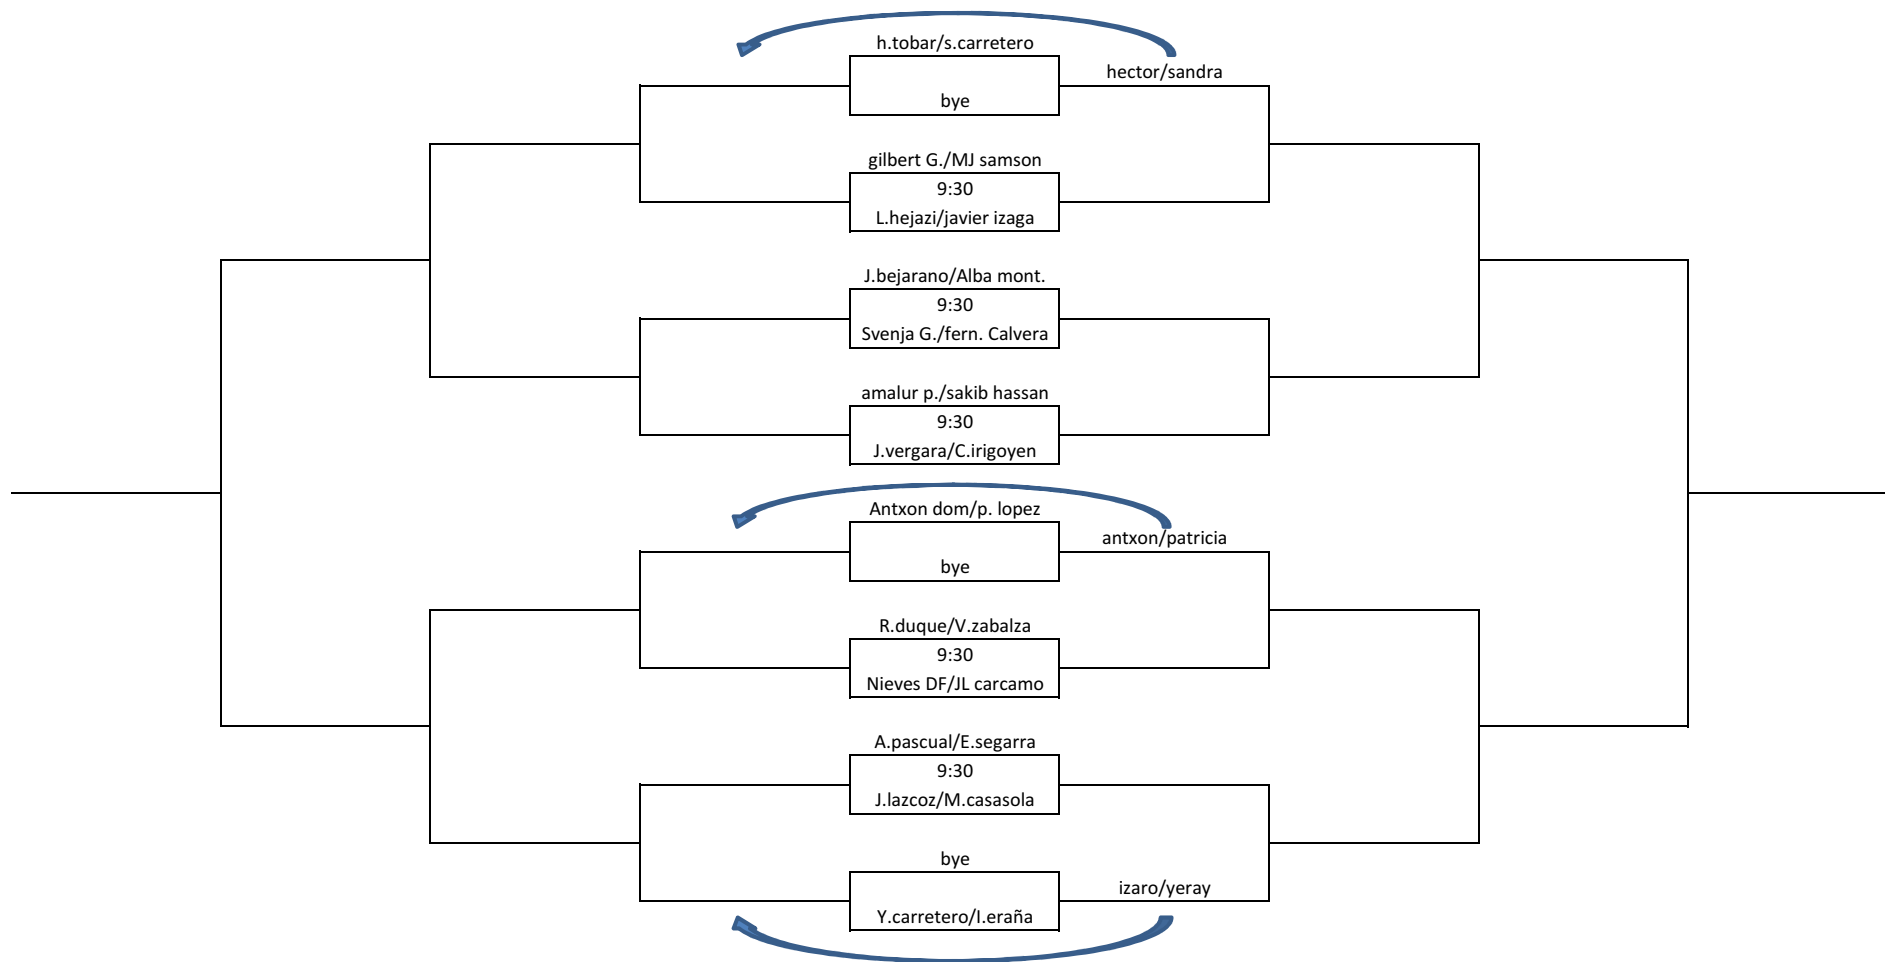 h.tobar/s.carretero
hector/sandra
bye
gilbert G./MJ samson
9:30
L.hejazi/javier izaga
J.bejarano/Alba mont.
9:30
Svenja G./fern. Calvera
amalur p./sakib hassan
9:30
J.vergara/C.irigoyen
Antxon dom/p. lopez
antxon/patricia
bye
R.duque/V.zabalza
9:30
Nieves DF/JL carcamo
A.pascual/E.segarra
9:30
J.lazcoz/M.casasola
bye
izaro/yeray
Y.carretero/I.eraña